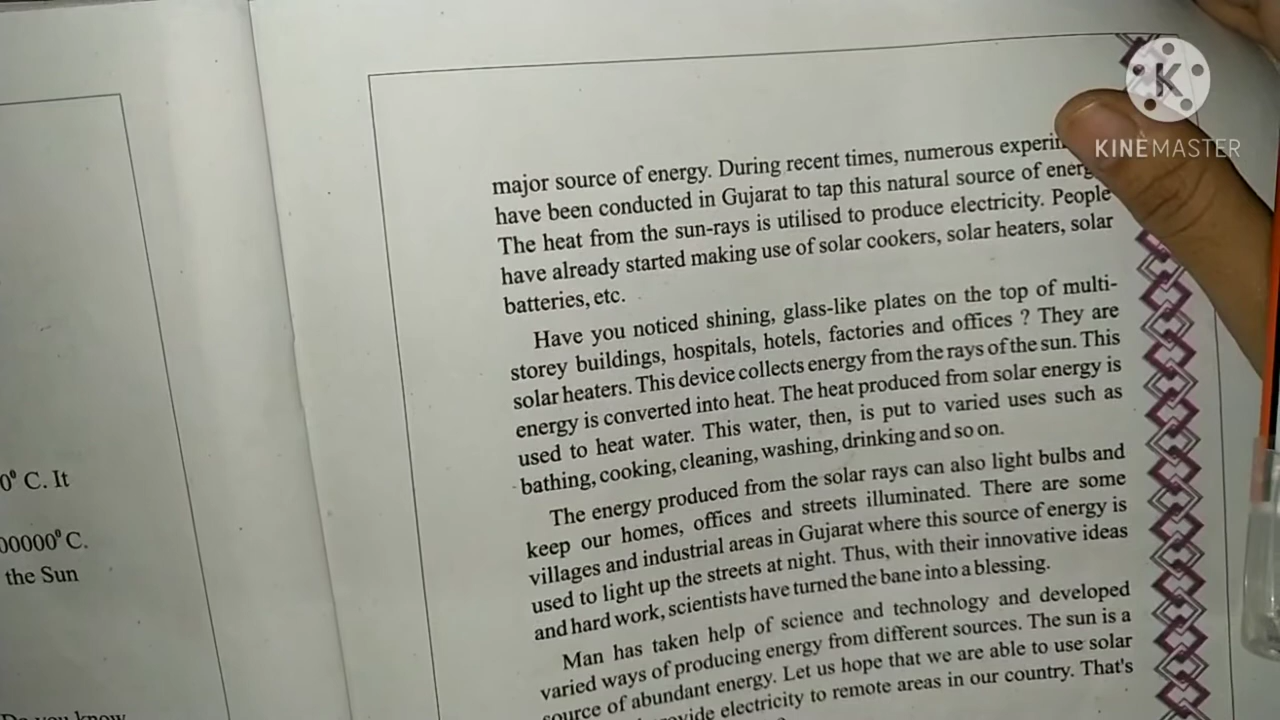 0⁰ C. It
00000⁰ C.
the Sun
Do you know
K
KINEMASTER
major source of energy. During recent times, numerous
have been conducted in Gujarat to tap this natural source of
The heat from the sun-rays is utilised to produce electricity. People
have already started making use of solar cookers, solar heaters, solar
batteries, etc.
Have you noticed shining, glass-like plates on the top of multi-
storey buildings, hospitals, hotels, factories and offices ? They are
solar heaters. This device collects energy from the rays of the sun. This
energy is converted into heat. The heat produced from solar energy is
used to heat water. This water, then, is put to varied uses such as
bathing, cooking, cleaning, washing, drinking and so on.
The energy produced from the solar rays can also light bulbs and
keep our homes, offices and streets illuminated. There are some
villages and industrial areas in Gujarat where this source of energy is
used to light up the streets at night. Thus, with their innovative ideas
and hard work, scientists have turned the bane into a blessing.
Man has taken help of science and technology and developed
varied ways of producing energy from different sources. The sun is a
source of abundant energy. Let us hope that we are able to use solar
electricity to remote areas in our country. That's